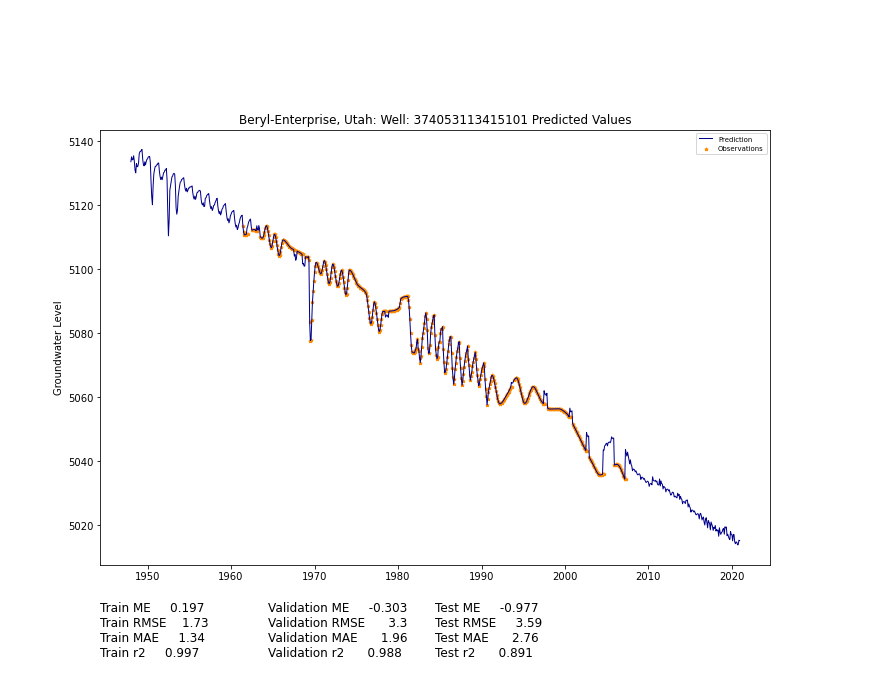 Beryl-Enterprise, Utah: Well: 374053113415101 Predicted Values
Prediction
Observations
Groundwater Level
5140
5120
5100
5080
5060
5040
5020
1950 1960 1970 1980 1990 2000 2010 2020
Train ME 0.197 Validation ME -0.303 Test ME -0.977
Train RMSE 1.73 Validation RMSE 3.3 Test RMSE 3.59
Train MAE 1.34 Validation MAE 1.96 Test MAE 2.76
Train r2 0.997 Validation r2 0.988 Test r2 0.891